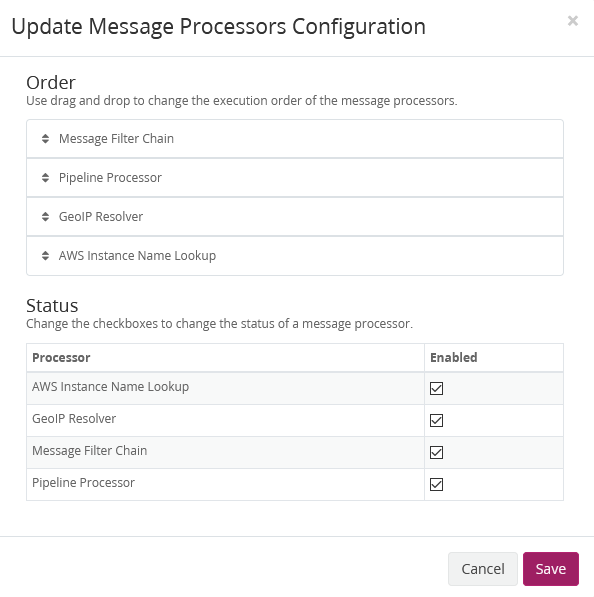 Update Message Processors Configuration
×
Order
Use drag and drop to change the execution order of the message processors.
Message Filter Chain
Pipeline Processor
GeoIP Resolver
AWS Instance Name Lookup
Status
Change the checkboxes to change the status of a message processor.
Processor Enabled
AWS Instance Name Lookup
GeoIP Resolver
Message Filter Chain
Pipeline Processor
Cancel Save